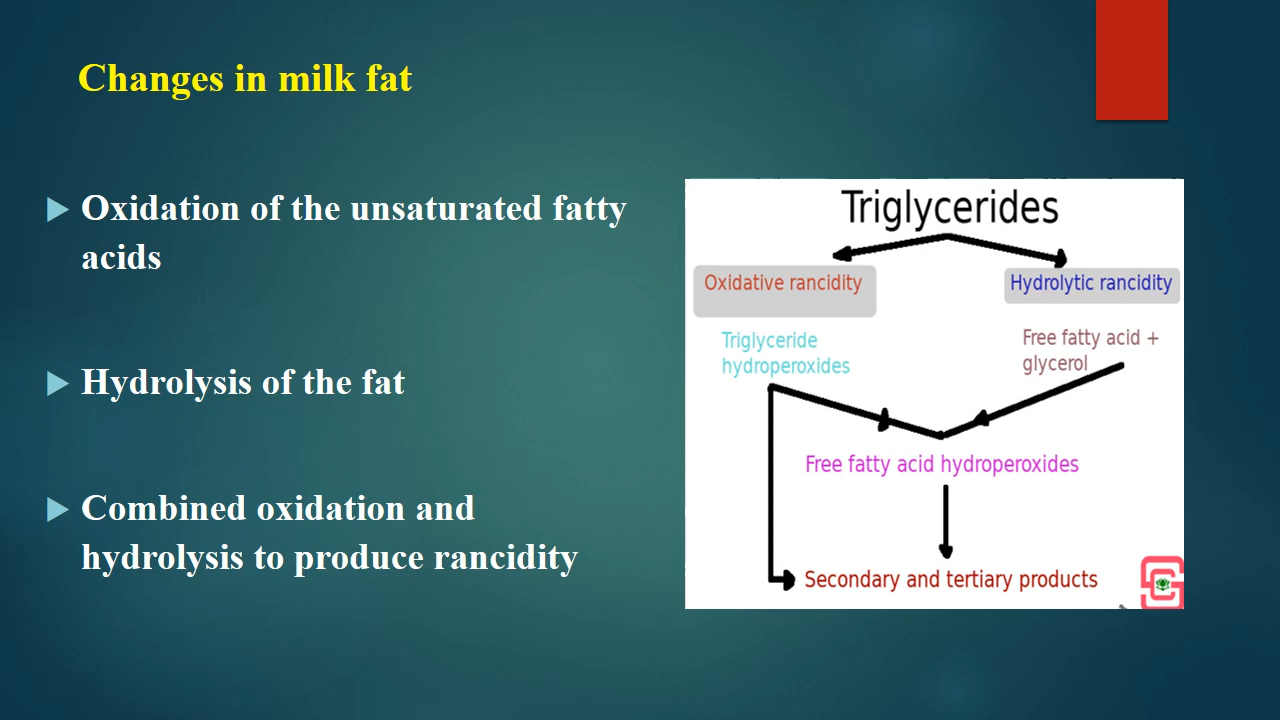 Changes in milk fat
Oxidation of the unsaturated fatty
acids
Hydrolysis of the fat
Combined oxidation and
hydrolysis to produce rancidity
Triglycerides
Oxidative rancidity
Hydrolytic rancidity
Triglyceride
hydroperoxides
Free fatty acid +
glycerol
Free fatty acid hydroperoxides
Secondary and tertiary products